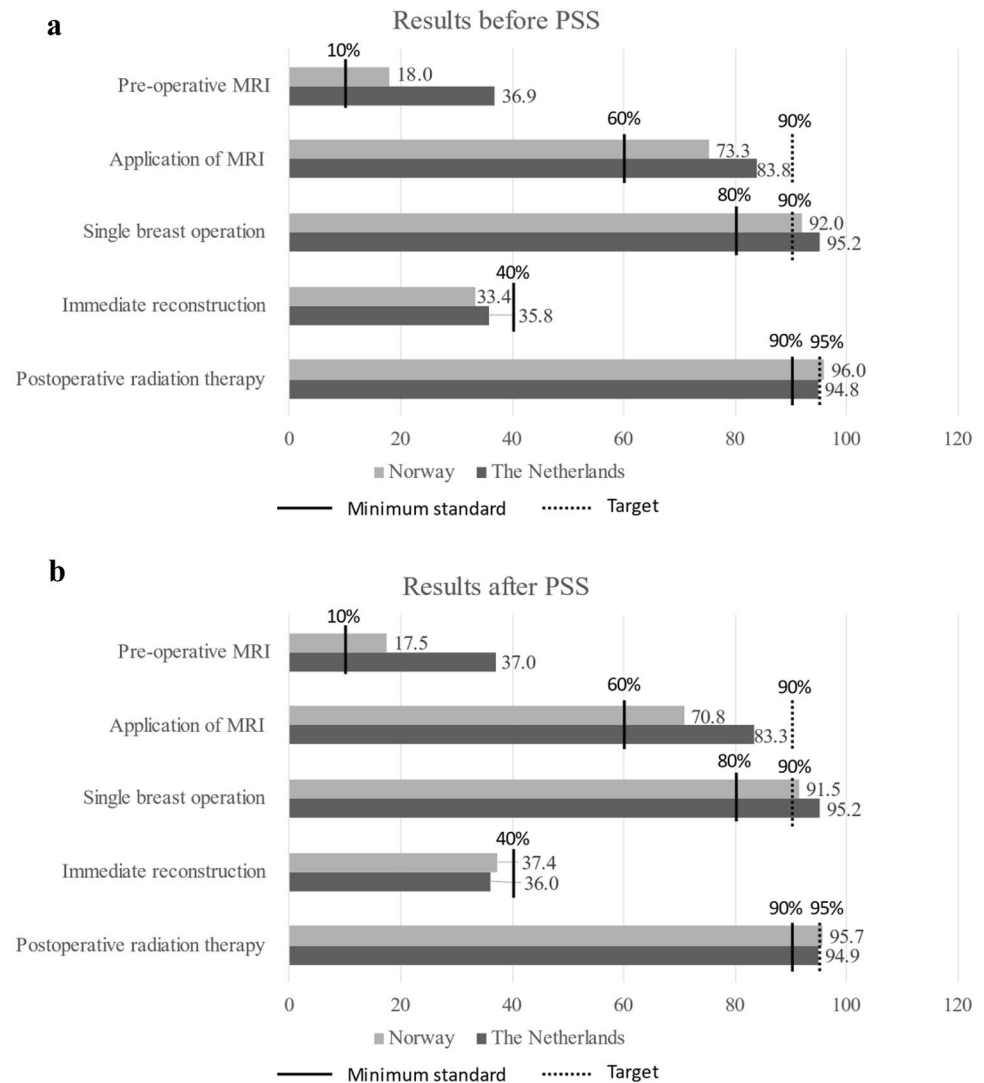 a
Results before PSS
10%
Pre-operative MRI
18.0
36.9
60%
90%
Application of MRI
73.3
83.8
80%
90%
Single breast operation
92.0
95.2
40%
Immediate reconstruction
33.4
35.8
90% 95%
Postoperative radiation therapy
96.0
94.8
0 20 40 60 80 100 120
Norway The Netherlands
Minimum standard Target
b
Results after PSS
10%
Pre-operative MRI
17.5
37.0
60%
90%
Application of MRI
70.8
83.3
80%
90%
Single breast operation
91.5
95.2
40%
Immediate reconstruction
37.4
36.0
90% 95%
Postoperative radiation therapy
95.7
94.9
0 20 40 60 80 100 120
Norway The Netherlands
Minimum standard Target